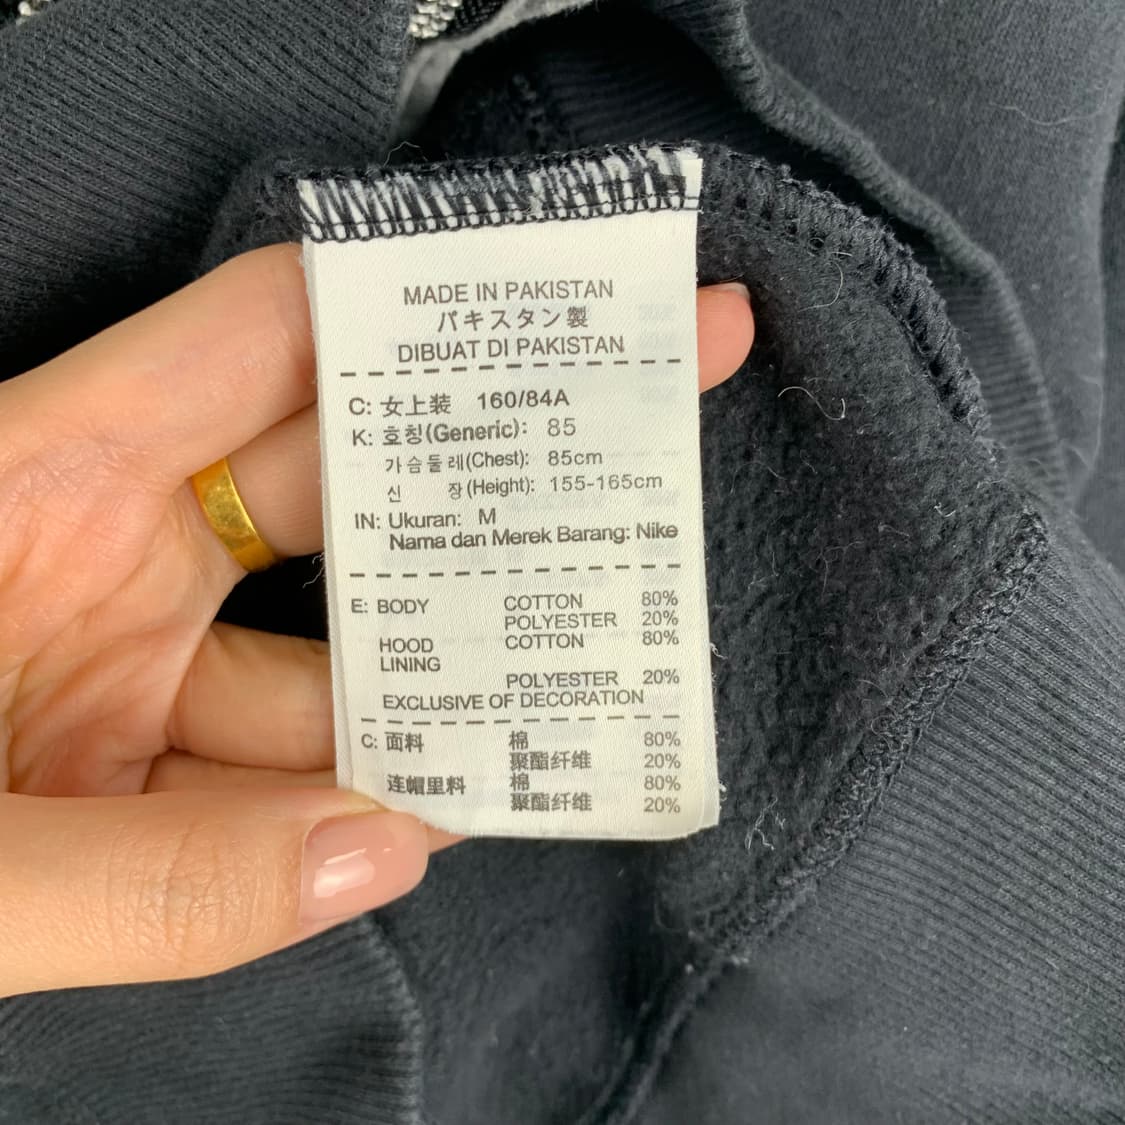 MADE IN PAKISTAN
パキスタン製
DIBUAT DI PAKISTAN
C: 女上装 160/84A
K: 호칭(Generic): 85
가슴둘레(Chest): 85cm
신 장(Height): 155-165cm
IN: Ukuran: M
Nama dan Merek Barang: Nike
E: BODY COTTON 80%
POLYESTER 20%
HOOD COTTON 80%
LINING
POLYESTER 20%
EXCLUSIVE OF DECORATION
C: 面料 棉 80%
聚酯纤维 20%
连帽里料 棉 80%
聚酯纤维 20%